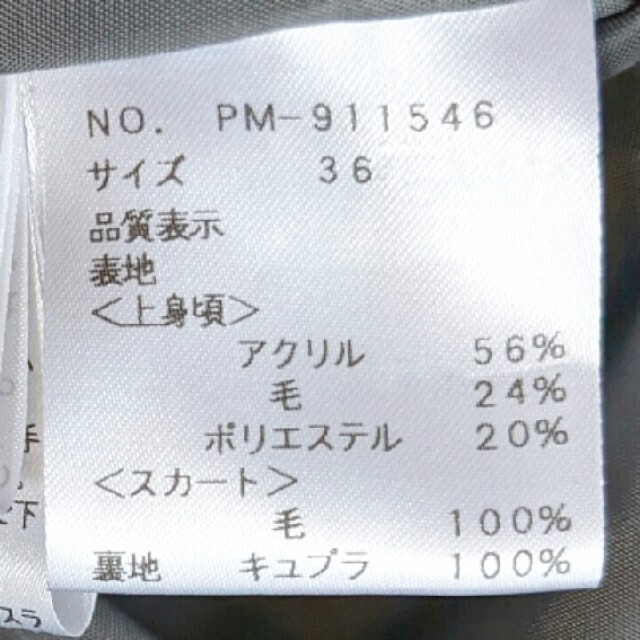 NO. PM-911546
サイズ 36
品質表示
表地
<上身頃>
アクリル 56%
毛 24%
ポリエステル 20%
<スカート>
毛 100%
裏地 キュプラ 100%
手
下